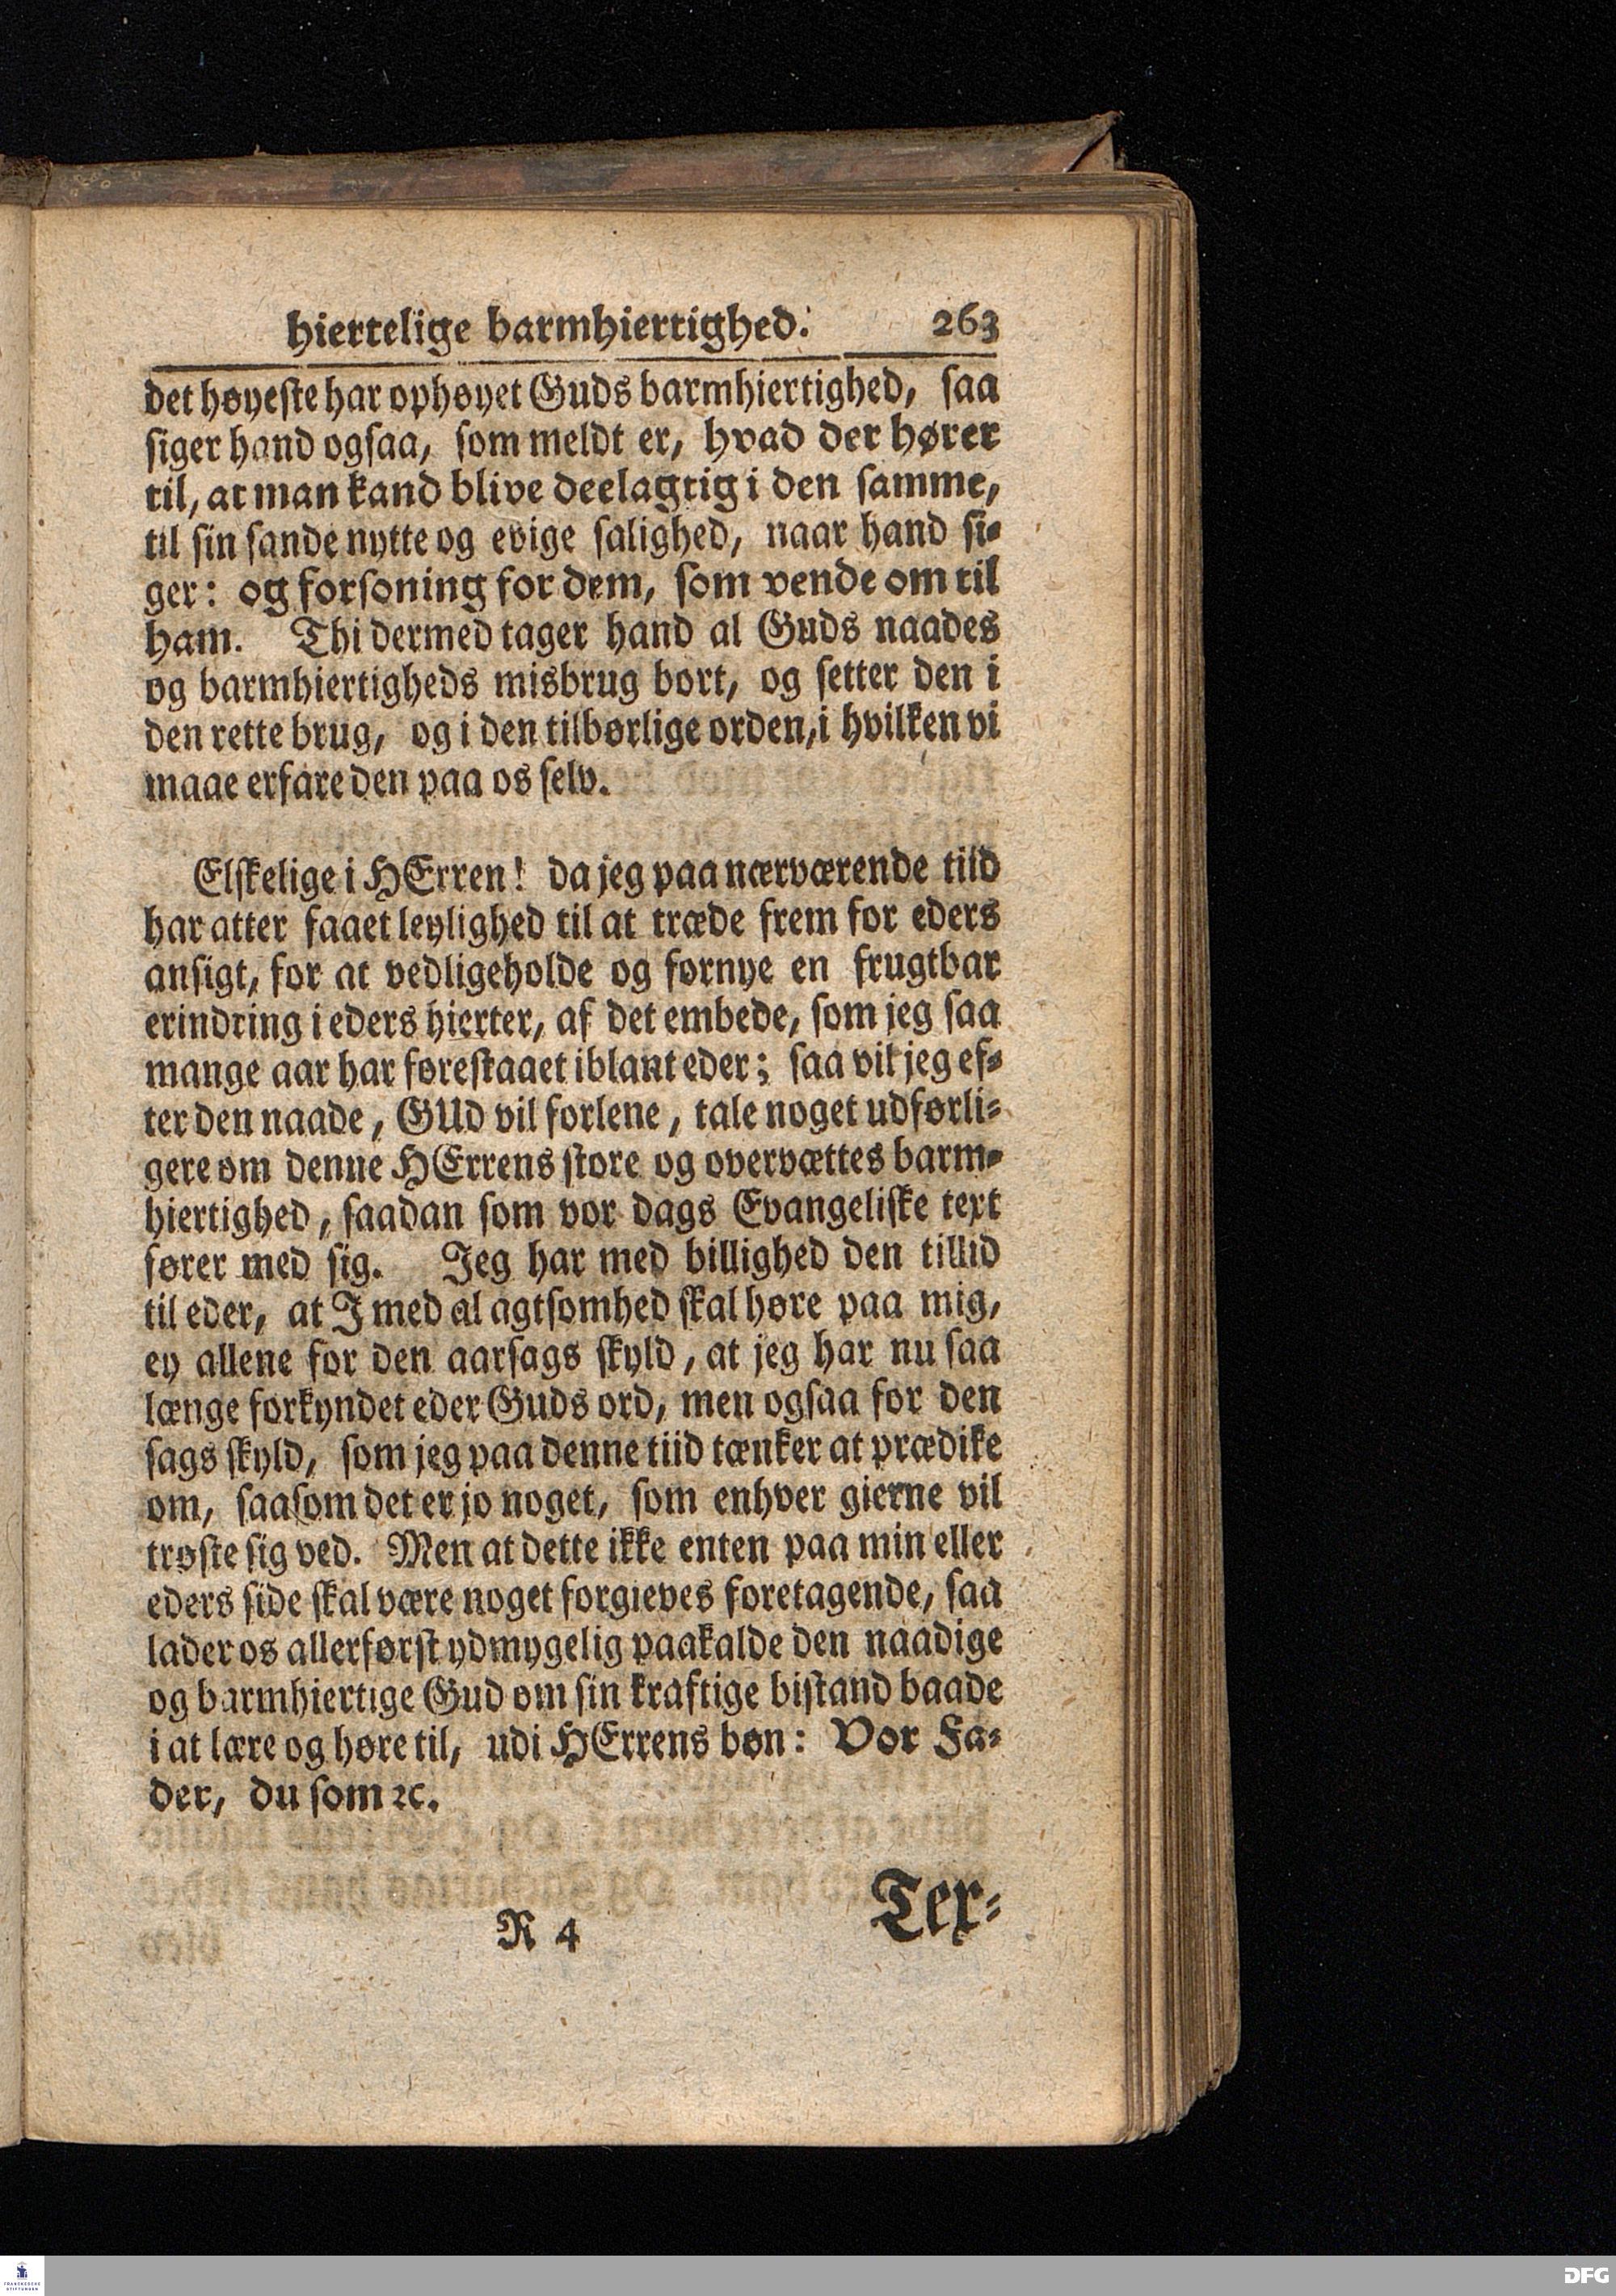 hiertelige barmhiertighed. 263
det høyeste har ophøyet Guds barmhiertighed, saa
siger hand ogsaa, som meldt er, hvad der hører
til, at man kand blive deelagtig i den samme,
til sin sande nytte og evige salighed, naar hand si-
ger: og forsoning for dem, som vende om til
ham. Thi dermed tager hand al Guds naades
og barmhiertigheds misbrug bort, og setter den i
den rette brug, og i den tilbørlige orden, i hvilken vi
maae erfare den paa os selv.
Elskelige i HErren! da jeg paa nærværende tiid
har atter faaet leylighed til at træde frem for eders
ansigt, for at vedligeholde og fornye en frugtbar
erindring i eders hierter, af det embede, som jeg saa
mange aar har forestaaet iblant eder; saa vil jeg ef-
ter den naade, GUd vil forlene, tale noget udførli-
gere om denne HErrens store og overvættes barm-
hiertighed, saadan som vor dags Evangeliske text
fører med sig. Jeg har med billighed den tillid
til eder, at I med al agtsomhed skal høre paa mig,
ey allene for den aarsags skyld, at jeg har nu saa
længe forkyndet eder Guds ord, men ogsaa for den
sags skyld, som jeg paa denne tiid tænker at prædike
om, saasom det er jo noget, som enhver gierne vil
trøste sig ved. Men at dette ikke enten paa min eller
eders side skal være noget forgieves foretagende, saa
lader os allerførst ydmygelig paakalde den naadige
og barmhiertige Gud om sin kraftige bistand baade
i at lære og høre til, udi HErrens bøn: Vor Fa-
der, du som ꝛc.
R 4 Tex-
FRANCKESCHE
STIFTUNGEN
DFG